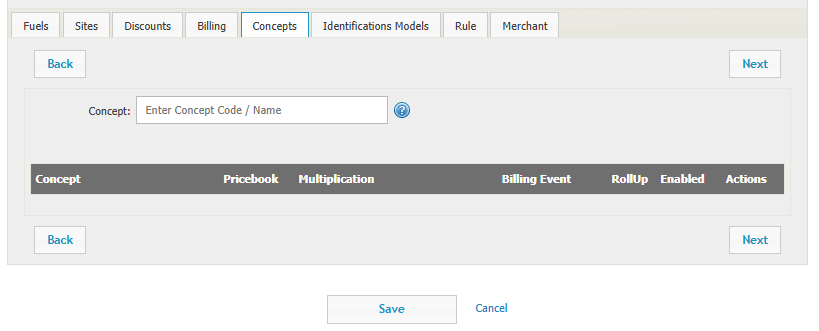 Fuels Sites Discounts Billing Concepts Identifications Models Rule Merchant
Back Next
Concept: Enter Concept Code / Name ?
Concept Pricebook Multiplication Billing Event RollUp Enabled Actions
Back Next
Save Cancel